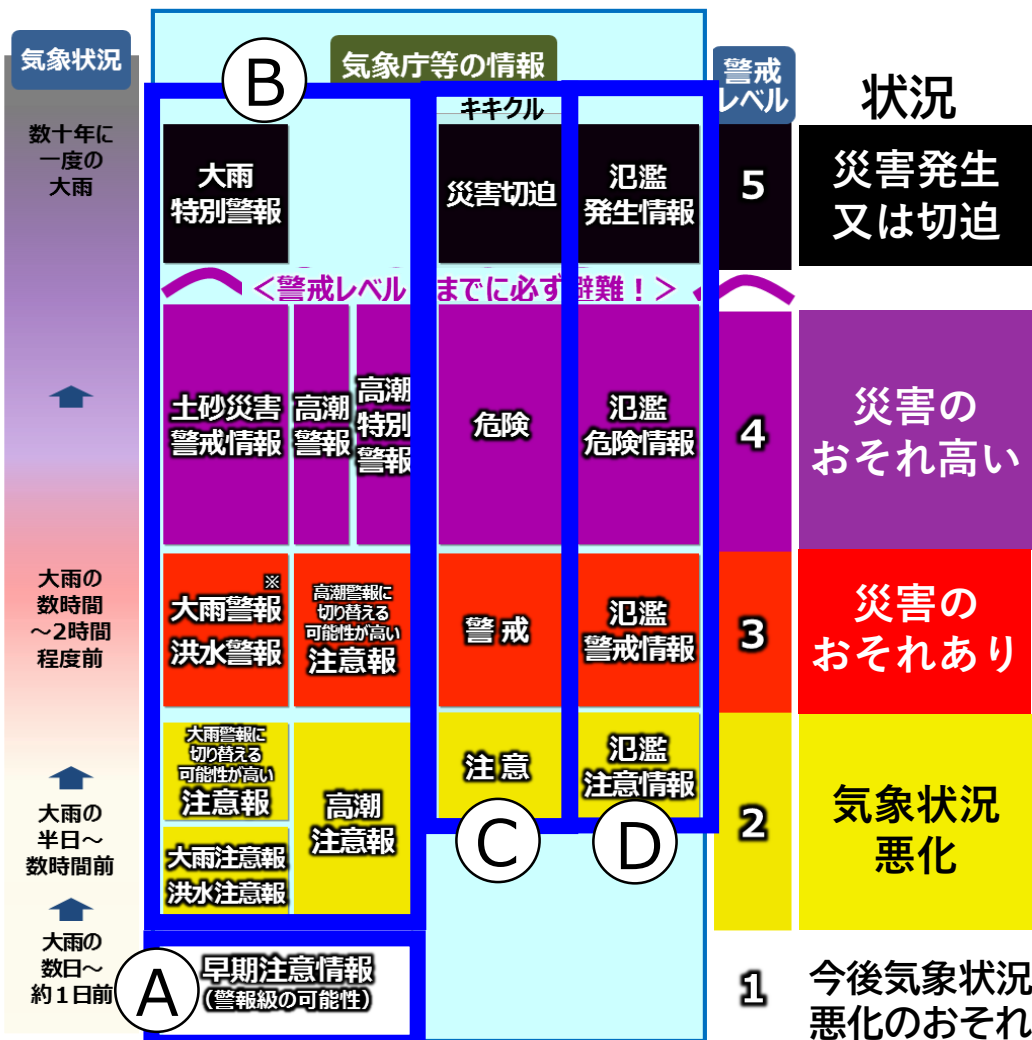 気象状況
数十年に
一度の
大雨
大雨の
数時間
～2時間
程度前
大雨の
半日～
数時間前
大雨の
数日～
約１日前
気象庁等の情報
B
大雨
特別警報
キキクル
災害切迫
氾濫
発生情報
＜警戒レベル
までに必ず避難！＞
土砂災害
警戒情報
高潮
警報
高潮
特別
警報
危険
氾濫
危険情報
※
大雨警報
洪水警報
高潮警報に
切り替える
可能性が高い
注意報
警戒
氾濫
警戒情報
大雨警報に
切り替える
可能性が高い
注意報
大雨注意報
洪水注意報
高潮
注意報
注意
氾濫
注意情報
C
D
A
早期注意情報
(警報級の可能性)
警戒
レベル
5
4
3
2
1
状況
災害発生
又は切迫
災害の
おそれ高い
災害の
おそれあり
気象状況
悪化
今後気象状況
悪化のおそれ